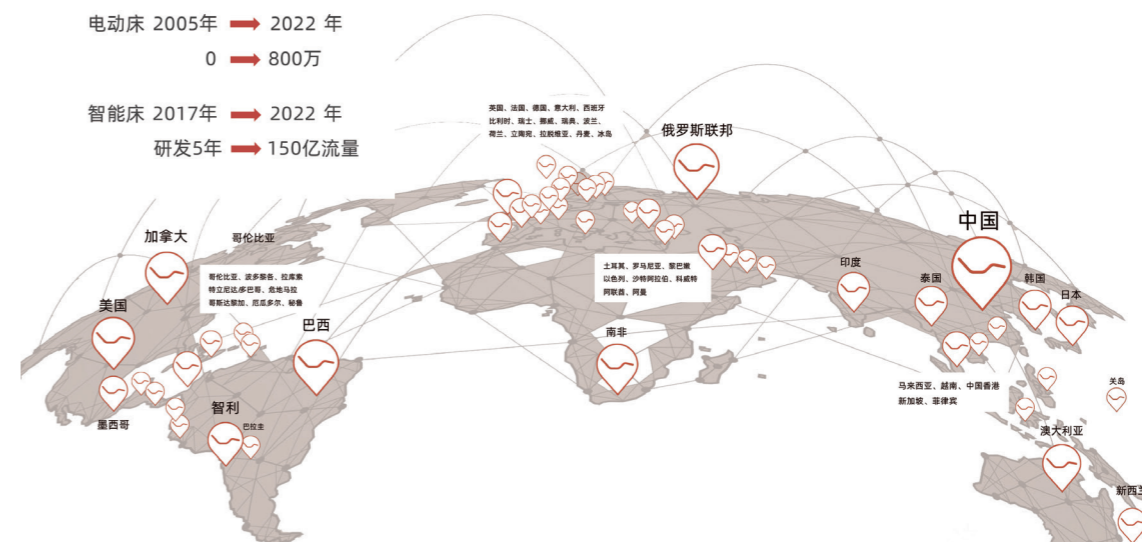 电动床 2005年 2022 年
0 800万
智能床 2017年 2022 年
研发5年 150亿流量
英国、法国、德国、意大利、西班牙
比利时、瑞士、挪威、瑞典、波兰、
荷兰、立陶宛、拉脱维亚、丹麦、冰岛
俄罗斯联邦
中国
加拿大
哥伦比亚
哥伦比亚、波多黎各、拉库索
特立尼达/多巴哥、危地马拉
哥斯达黎加、厄瓜多尔、秘鲁
土耳其、罗马尼亚、黎巴嫩
以色列、沙特阿拉伯、科威特
阿联酋、阿曼
印度
泰国
韩国
日本
美国
巴西
南非
马来西亚、越南、中国香港
新加坡、菲律宾
关岛
墨西哥
智利
巴拉圭
澳大利亚
新西兰